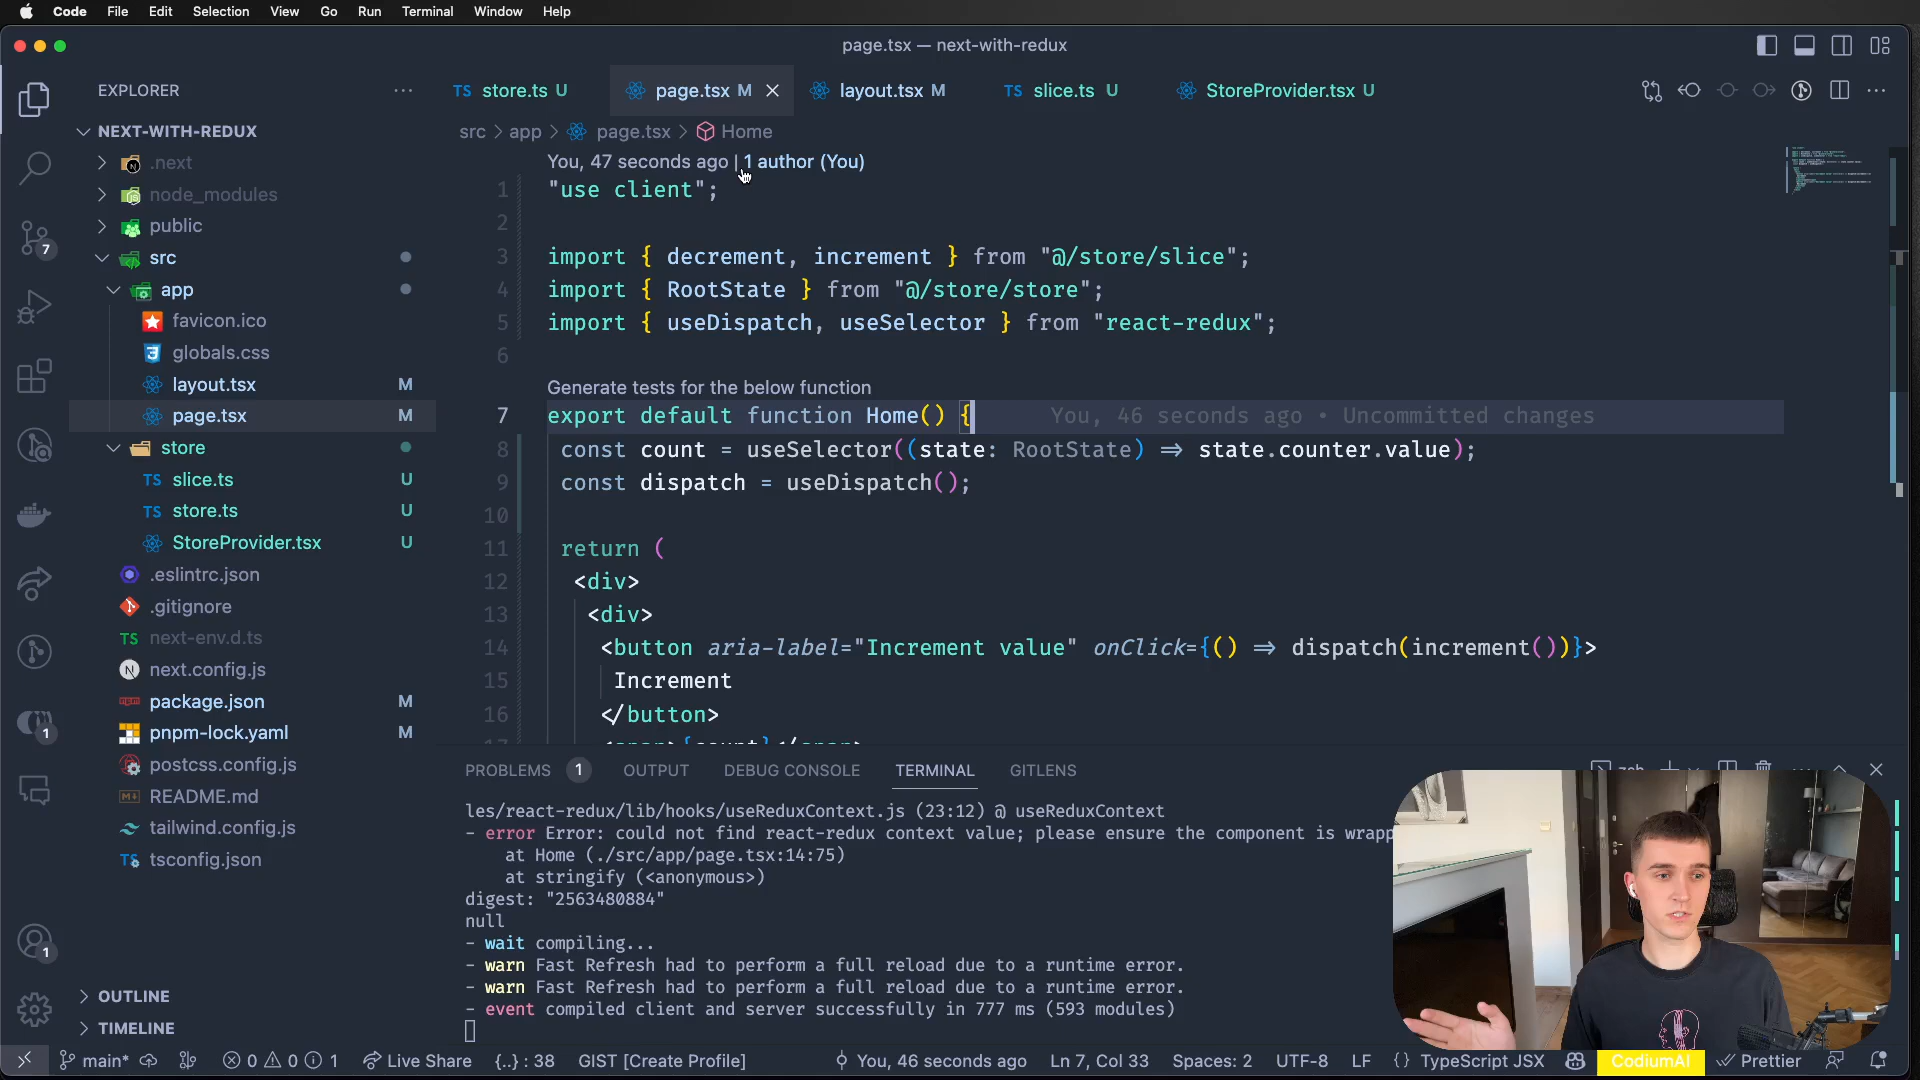 Code File Edit Selection View Go Run Terminal Window Help
page.tsx — next-with-redux
EXPLORER
TS store.ts U
page.tsx M
layout.tsx M
TS slice.ts U
StoreProvider.tsx U
src > app > page.tsx > Home
NEXT-WITH-REDUX
.next
node_modules
public
src
app
favicon.ico
globals.css
layout.tsx M
page.tsx M
store
TS slice.ts U
TS store.ts U
StoreProvider.tsx U
.eslintrc.json
.gitignore
TS next-env.d.ts
next.config.js
package.json M
pnpm-lock.yaml M
postcss.config.js
README.md
tailwind.config.js
TS tsconfig.json
OUTLINE
TIMELINE
7
1
1
You, 47 seconds ago | 1 author (You)
1 "use client";
2
3 import { decrement, increment } from "@/store/slice";
4 import { RootState } from "@/store/store";
5 import { useDispatch, useSelector } from "react-redux";
6
Generate tests for the below function
7 export default function Home() { You, 46 seconds ago • Uncommitted changes
8 const count = useSelector((state: RootState) ⇒ state.counter.value);
9 const dispatch = useDispatch();
10
11 return (
12 <div>
13 <div>
14 <button aria-label="Increment value" onClick={() ⇒ dispatch(increment())}>
15 Increment
16 </button>
17 <span>{count}</span>
PROBLEMS 1 OUTPUT DEBUG CONSOLE TERMINAL GITLENS
zsh
les/react-redux/lib/hooks/useReduxContext.js (23:12) @ useReduxContext
- error Error: could not find react-redux context value; please ensure the component is wrapp
at Home (./src/app/page.tsx:14:75)
at stringify (<anonymous>)
digest: "2563480884"
null
- wait compiling...
- warn Fast Refresh had to perform a full reload due to a runtime error.
- warn Fast Refresh had to perform a full reload due to a runtime error.
- event compiled client and server successfully in 777 ms (593 modules)
main* 0 0 1 Live Share {..} : 38 GIST [Create Profile] You, 46 seconds ago Ln 7, Col 33 Spaces: 2 UTF-8 LF {} TypeScript JSX CodiumAI Prettier